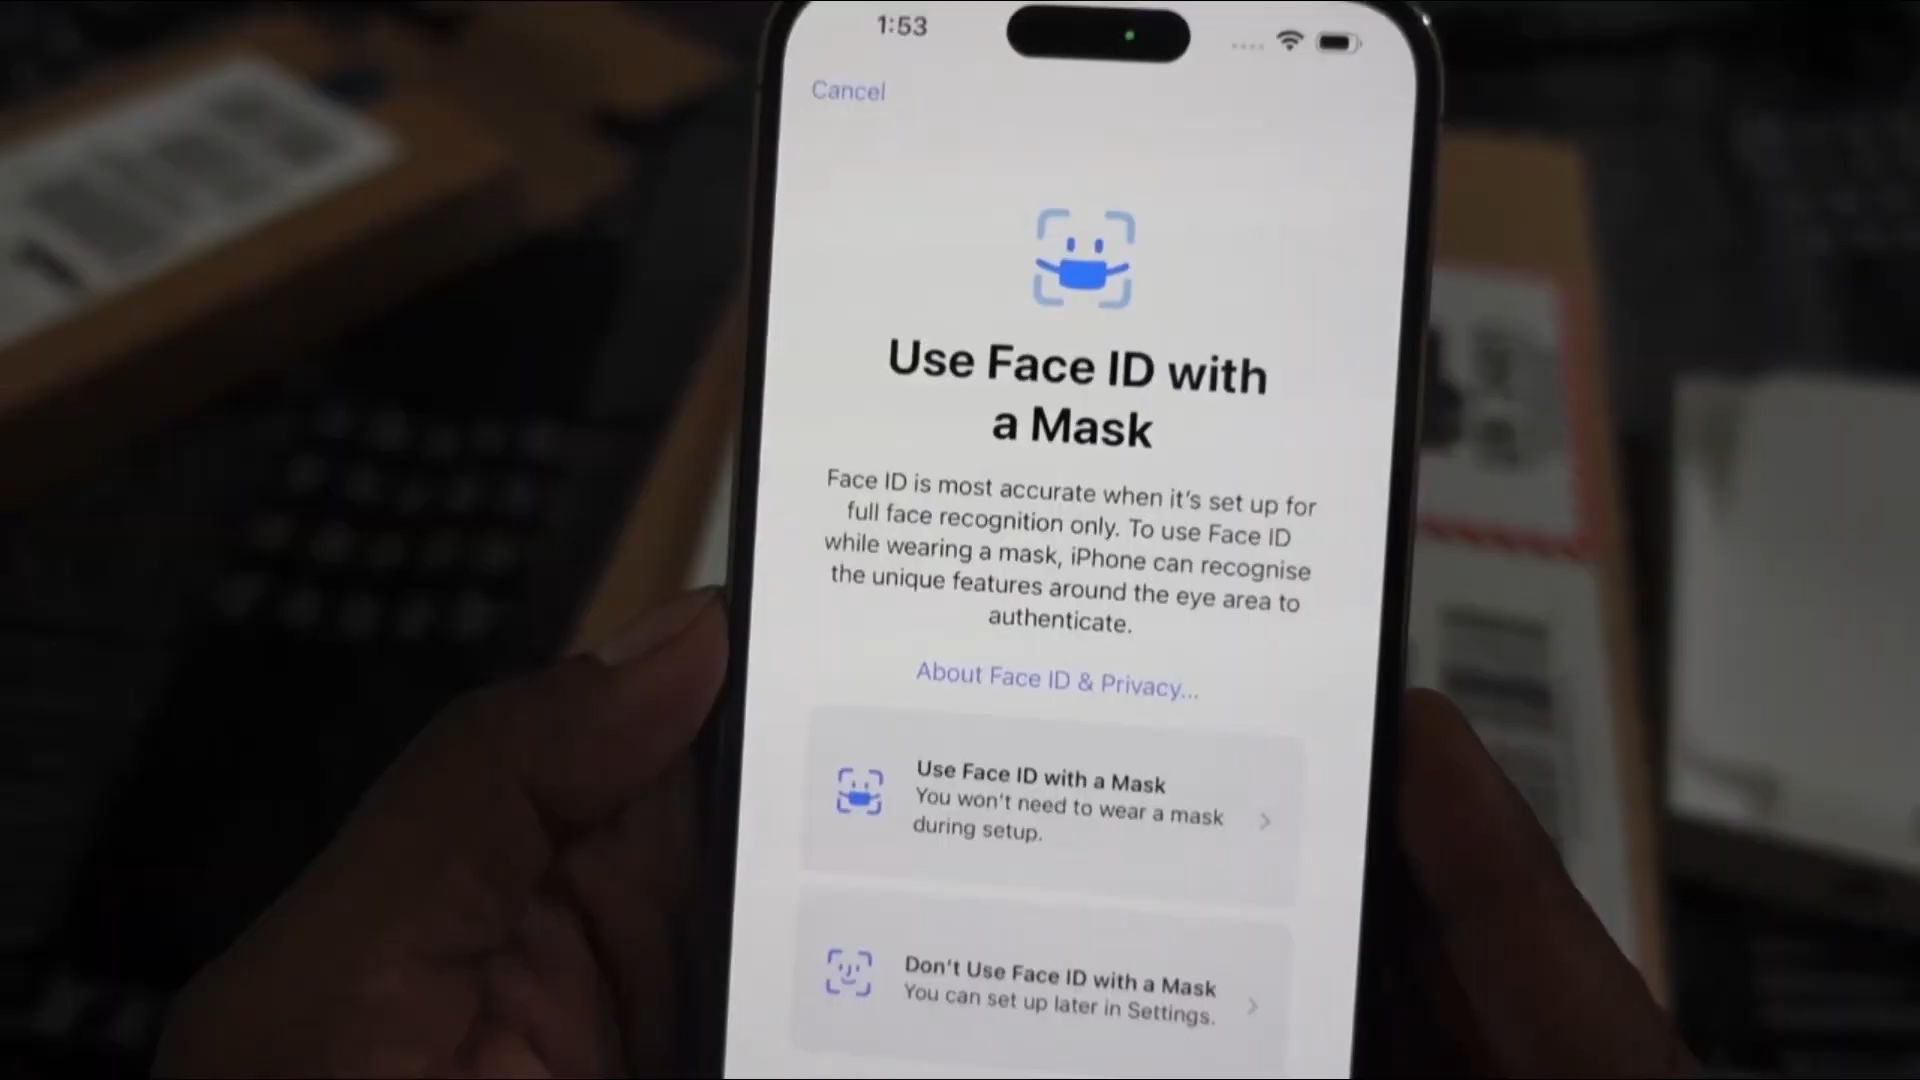 1:53
Cancel
Use Face ID with
a Mask
Face ID is most accurate when it's set up for
full face recognition only. To use Face ID
while wearing a mask, iPhone can recognise
the unique features around the eye area to
authenticate.
About Face ID & Privacy...
Use Face ID with a Mask
You won't need to wear a mask
during setup.
Don't Use Face ID with a Mask
You can set up later in Settings.